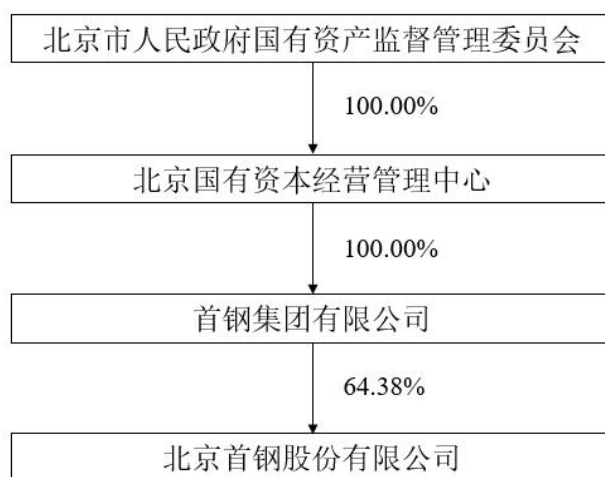 北京市人民政府国有资产监督管理委员会
100.00%
北京国有资本经营管理中心
100.00%
首钢集团有限公司
64.38%
北京首钢股份有限公司